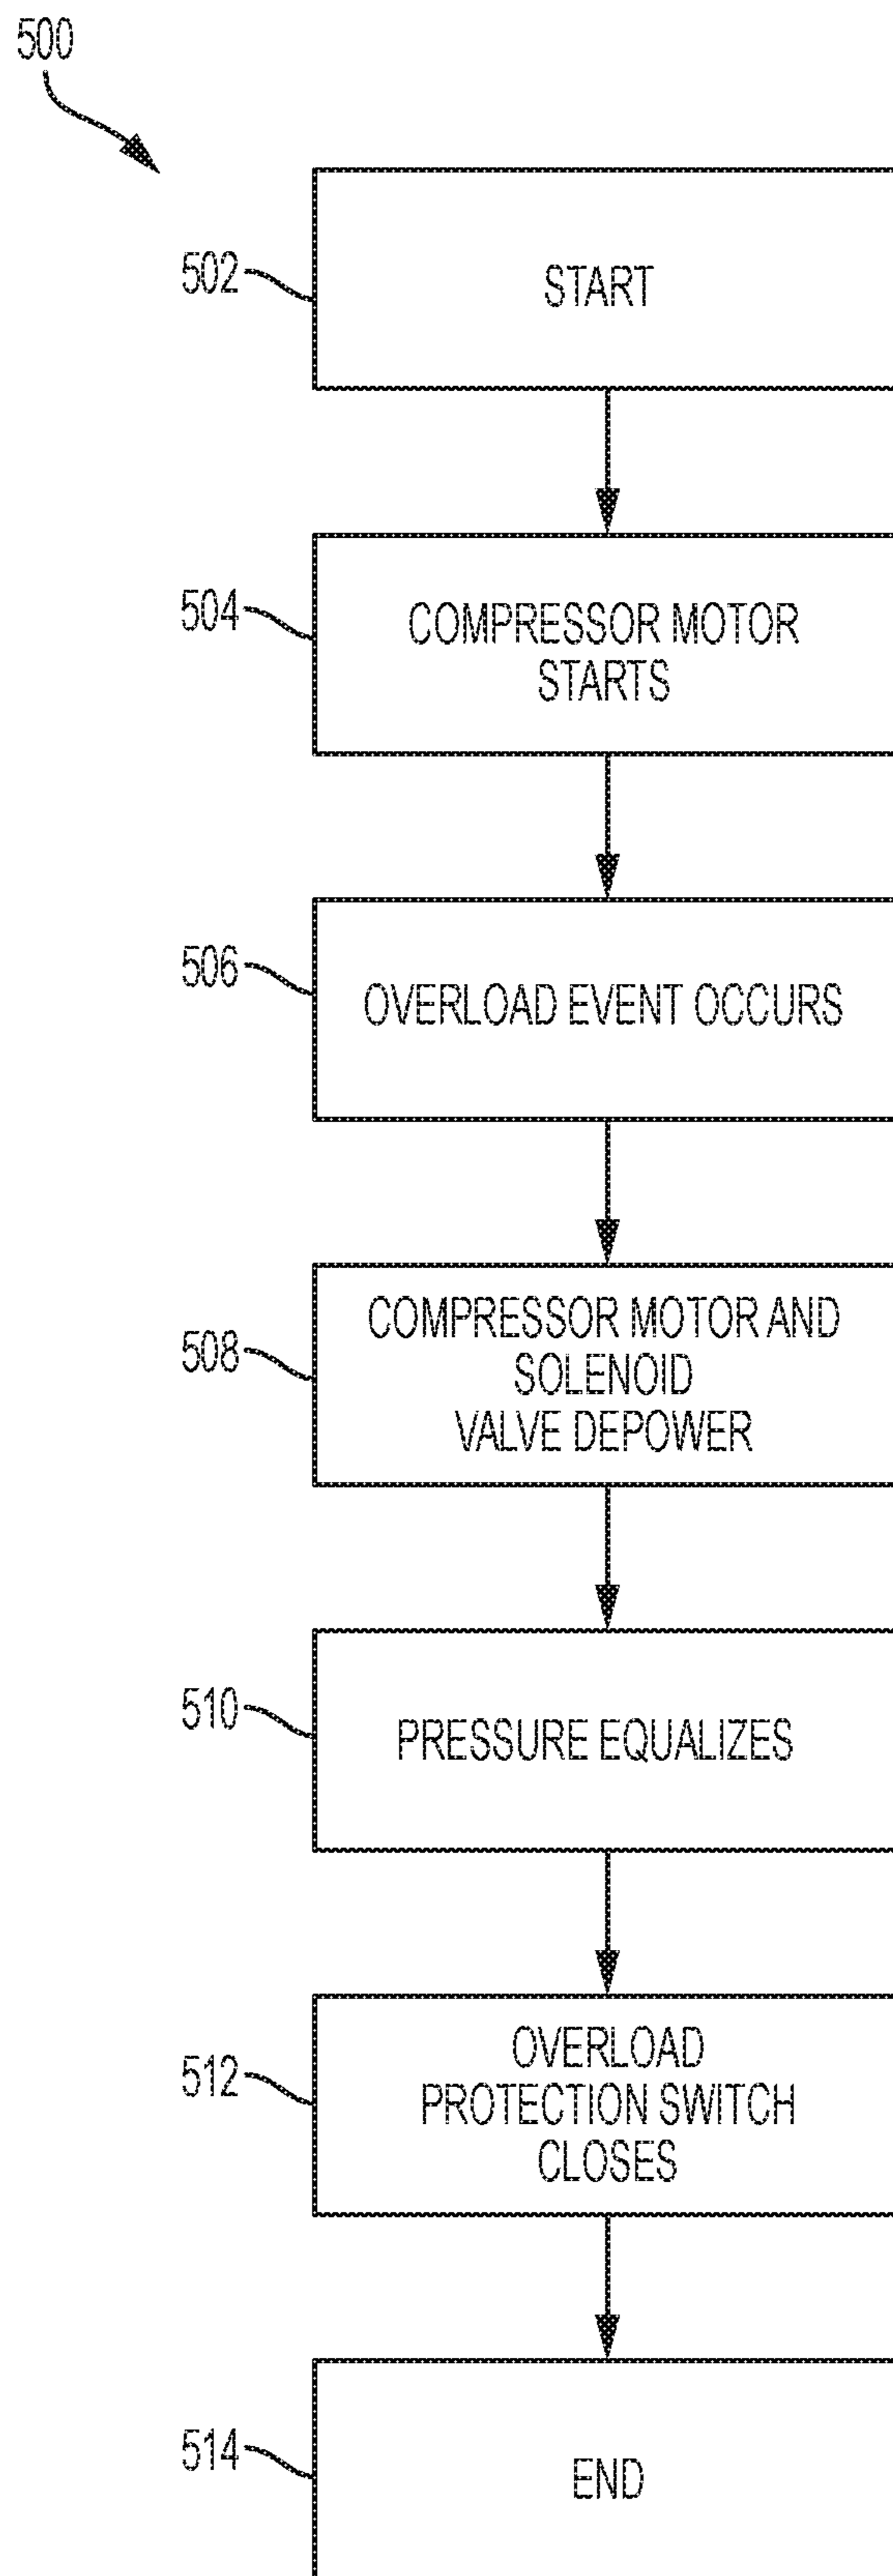 500
502
START
504
COMPRESSOR MOTOR
STARTS
506
OVERLOAD EVENT OCCURS
508
COMPRESSOR MOTOR AND
SOLENOID
VALVE DEPOWER
510
PRESSURE EQUALIZES
512
OVERLOAD
PROTECTION SWITCH
CLOSES
514
END